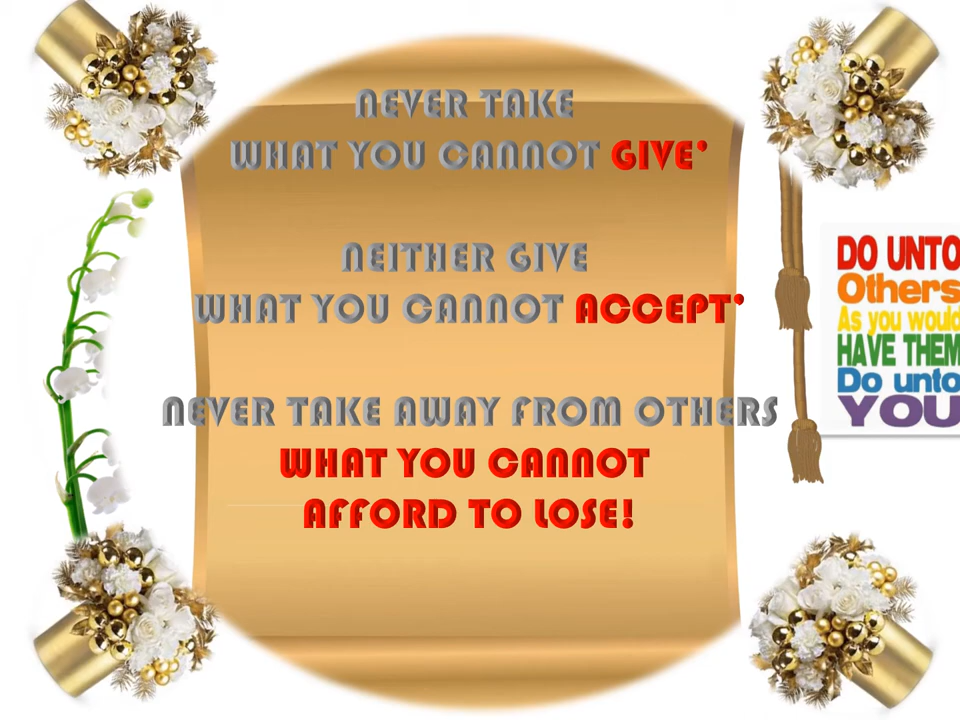 NEVER TAKE
WHAT YOU CANNOT GIVE'
NEITHER GIVE
WHAT YOU CANNOT ACCEPT'
NEVER TAKE AWAY FROM OTHERS
WHAT YOU CANNOT
AFFORD TO LOSE!
DO UNTO
Others
As you would
HAVE THEM
Do unto
YOU